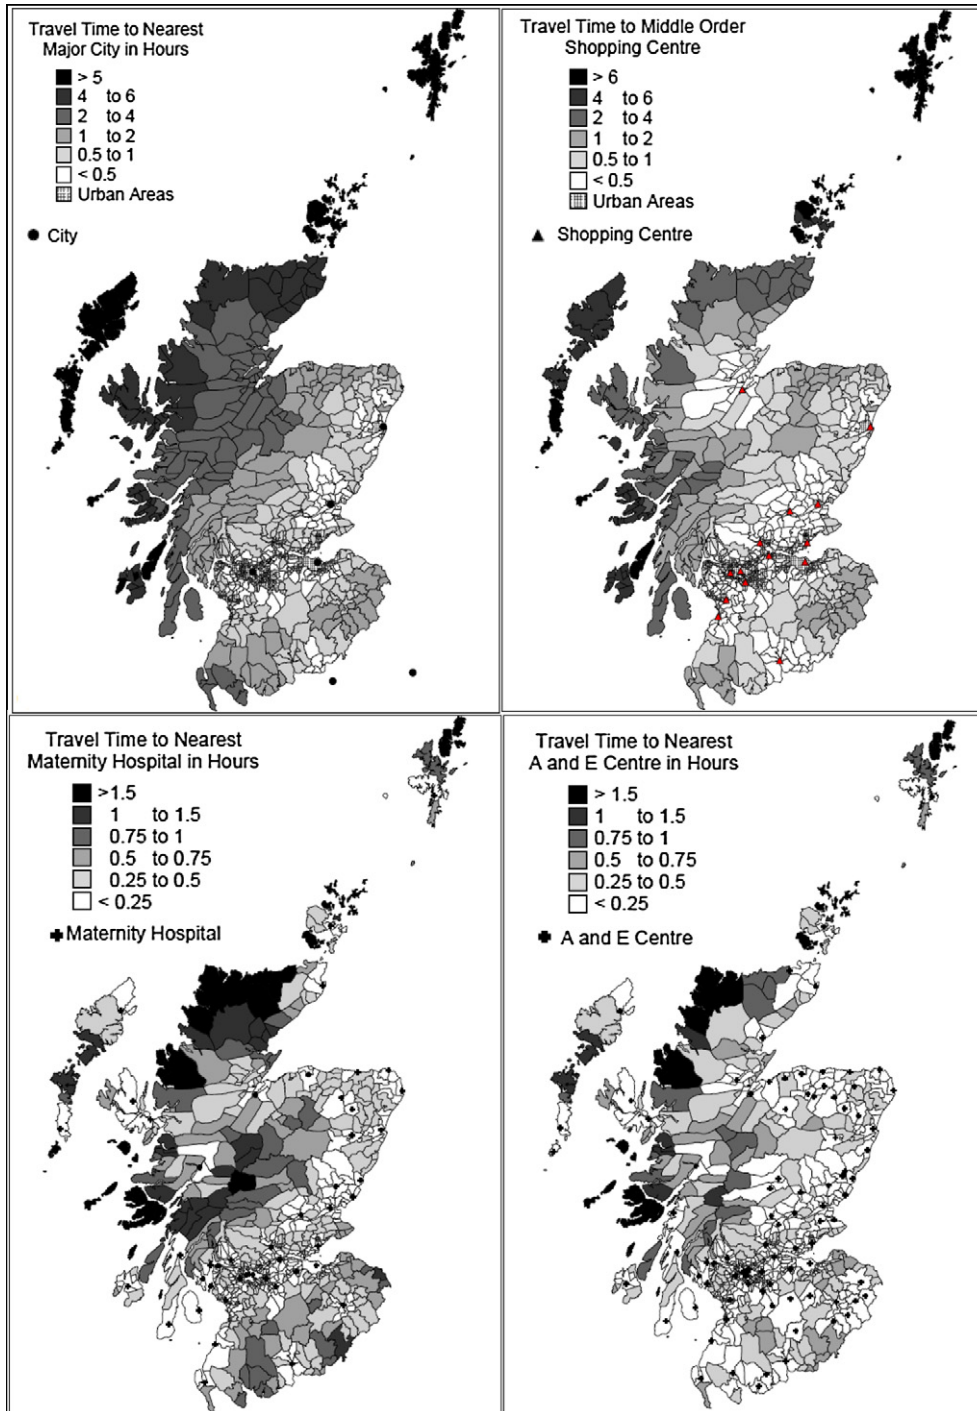 Travel Time to Nearest
Major City in Hours
> 5
4 to 6
2 to 4
1 to 2
0.5 to 1
< 0.5
Urban Areas
City
Travel Time to Middle Order
Shopping Centre
> 6
4 to 6
2 to 4
1 to 2
0.5 to 1
< 0.5
Urban Areas
Shopping Centre
Travel Time to Nearest
Maternity Hospital in Hours
>1.5
1 to 1.5
0.75 to 1
0.5 to 0.75
0.25 to 0.5
< 0.25
Maternity Hospital
Travel Time to Nearest
A and E Centre in Hours
> 1.5
1 to 1.5
0.75 to 1
0.5 to 0.75
0.25 to 0.5
< 0.25
A and E Centre